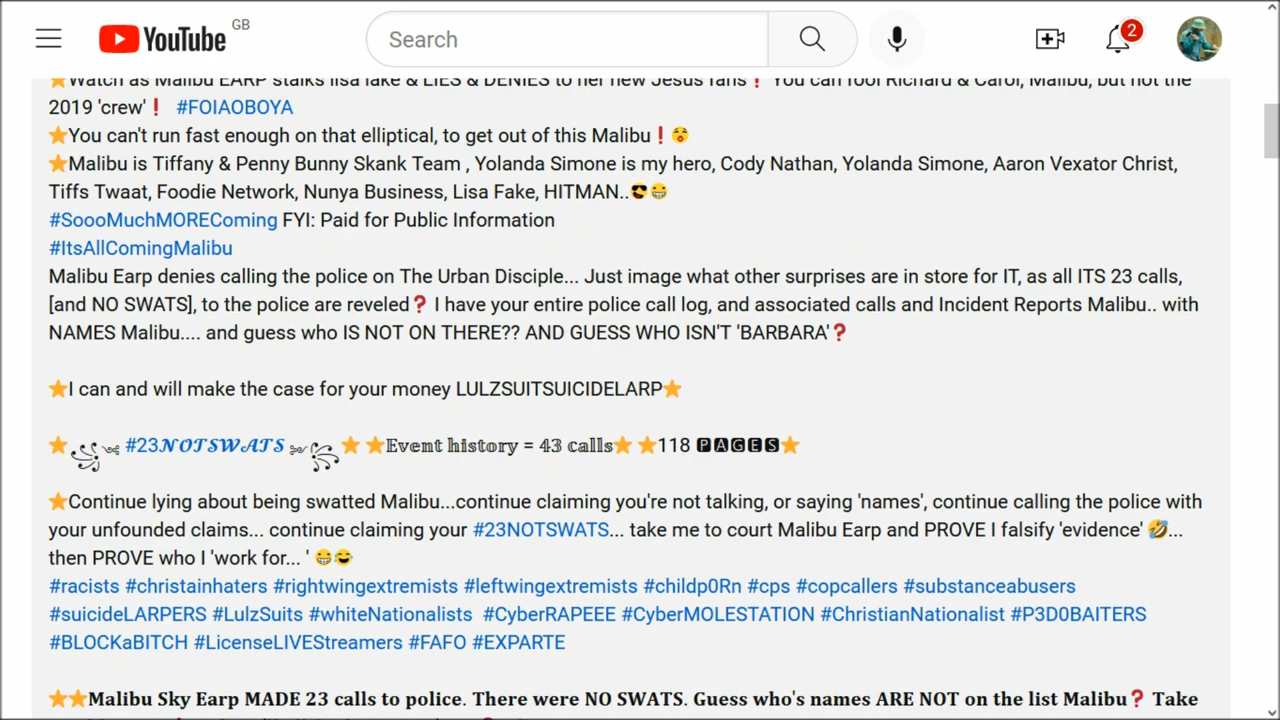 YouTube GB
Search
2
⭐Watch as Malibu EARP stalks lisa fake & LIES & DENIES to her new Jesus fans❗ You can fool Richard & Carol, Malibu, but not the
2019 'crew'❗ #FOIAOBOYA
⭐You can't run fast enough on that elliptical, to get out of this Malibu❗😲
⭐Malibu is Tiffany & Penny Bunny Skank Team , Yolanda Simone is my hero, Cody Nathan, Yolanda Simone, Aaron Vexator Christ,
Tiffs Twaat, Foodie Network, Nunya Business, Lisa Fake, HITMAN..😎😁
#SoooMuchMOREComing FYI: Paid for Public Information
#ItsAllComingMalibu
Malibu Earp denies calling the police on The Urban Disciple... Just image what other surprises are in store for IT, as all ITS 23 calls,
[and NO SWATS], to the police are reveled❓ I have your entire police call log, and associated calls and Incident Reports Malibu.. with
NAMES Malibu.... and guess who IS NOT ON THERE?? AND GUESS WHO ISN'T 'BARBARA'❓
⭐I can and will make the case for your money LULZSUITSUICIDELARP⭐
⭐꧁༺ #23𝑵𝑶𝑻𝑺𝑾𝑨𝑻𝑺 ༻꧂⭐ ⭐𝔼𝕧𝕖𝕟𝕥 𝕙𝕚𝕤𝕥𝕠𝕣𝕪 = 𝟜𝟛 𝕔𝕒𝕝𝕝𝕤⭐ ⭐118 🅿🅰🅶🅴🆂⭐
⭐Continue lying about being swatted Malibu...continue claiming you're not talking, or saying 'names', continue calling the police with
your unfounded claims... continue claiming your #23NOTSWATS... take me to court Malibu Earp and PROVE I falsify 'evidence' 🤣...
then PROVE who I 'work for... ' 😁😂
#racists #christainhaters #rightwingextremists #leftwingextremists #childp0Rn #cps #copcallers #substanceabusers
#suicideLARPERS #LulzSuits #whiteNationalists #CyberRAPEEE #CyberMOLESTATION #ChristianNationalist #P3D0BAITERS
#BLOCKaBITCH #LicenseLIVEStreamers #FAFO #EXPARTE
⭐⭐𝐌𝐚𝐥𝐢𝐛𝐮 𝐒𝐤𝐲 𝐄𝐚𝐫𝐩 𝐌𝐀𝐃𝐄 𝟐𝟑 𝐜𝐚𝐥𝐥𝐬 𝐭𝐨 𝐩𝐨𝐥𝐢𝐜𝐞. 𝐓𝐡𝐞𝐫𝐞 𝐰𝐞𝐫𝐞 𝐍𝐎 𝐒𝐖𝐀𝐓𝐒. 𝐆𝐮𝐞𝐬𝐬 𝐰𝐡𝐨'𝐬 𝐧𝐚𝐦𝐞𝐬 𝐀𝐑𝐄 𝐍𝐎𝐓 𝐨𝐧 𝐭𝐡𝐞 𝐥𝐢𝐬𝐭 𝐌𝐚𝐥𝐢𝐛𝐮❓ 𝐓𝐚𝐤𝐞